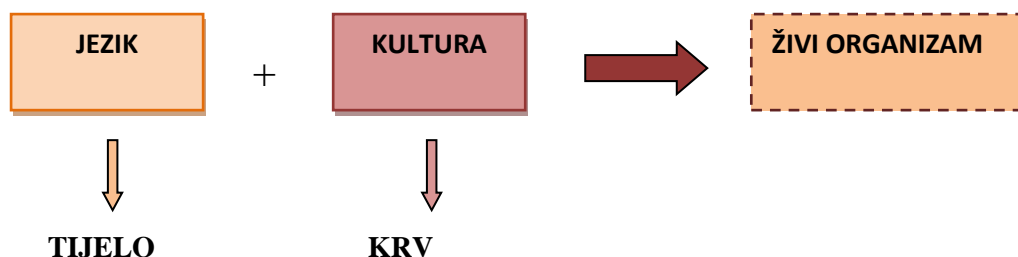 JEZIK
+
KULTURA
ŽIVI ORGANIZAM
TIJELO
KRV